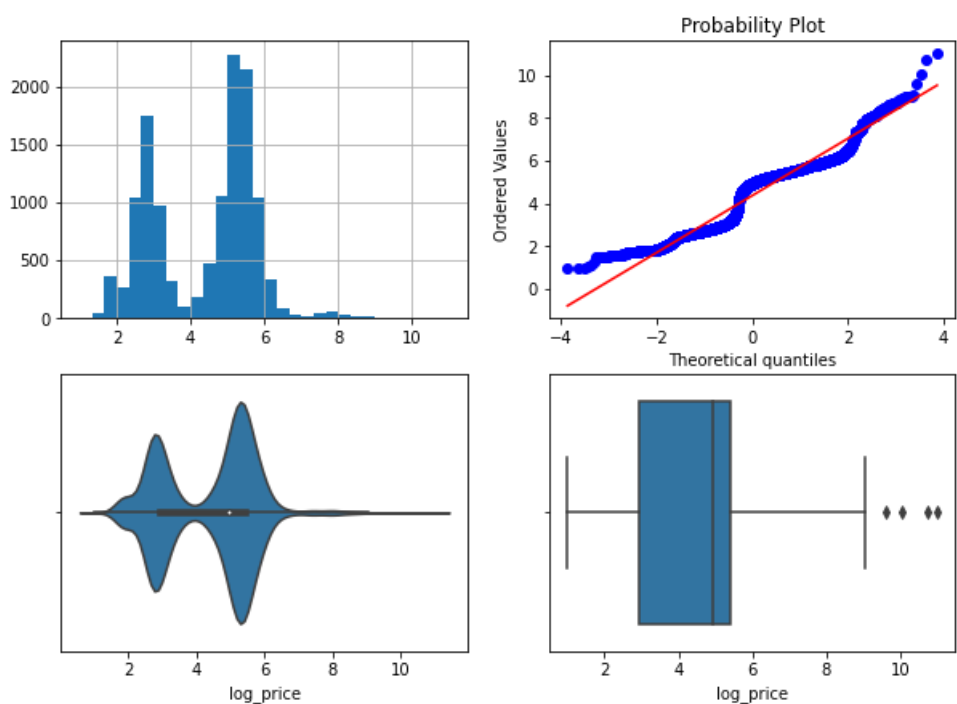 2000
1500
1000
500
0
2 4 6 8 10
Probability Plot
Ordered Values
10
8
6
4
2
0
−4 −2 0 2 4
Theoretical quantiles
2 4 6 8 10
log_price
2 4 6 8 10
log_price